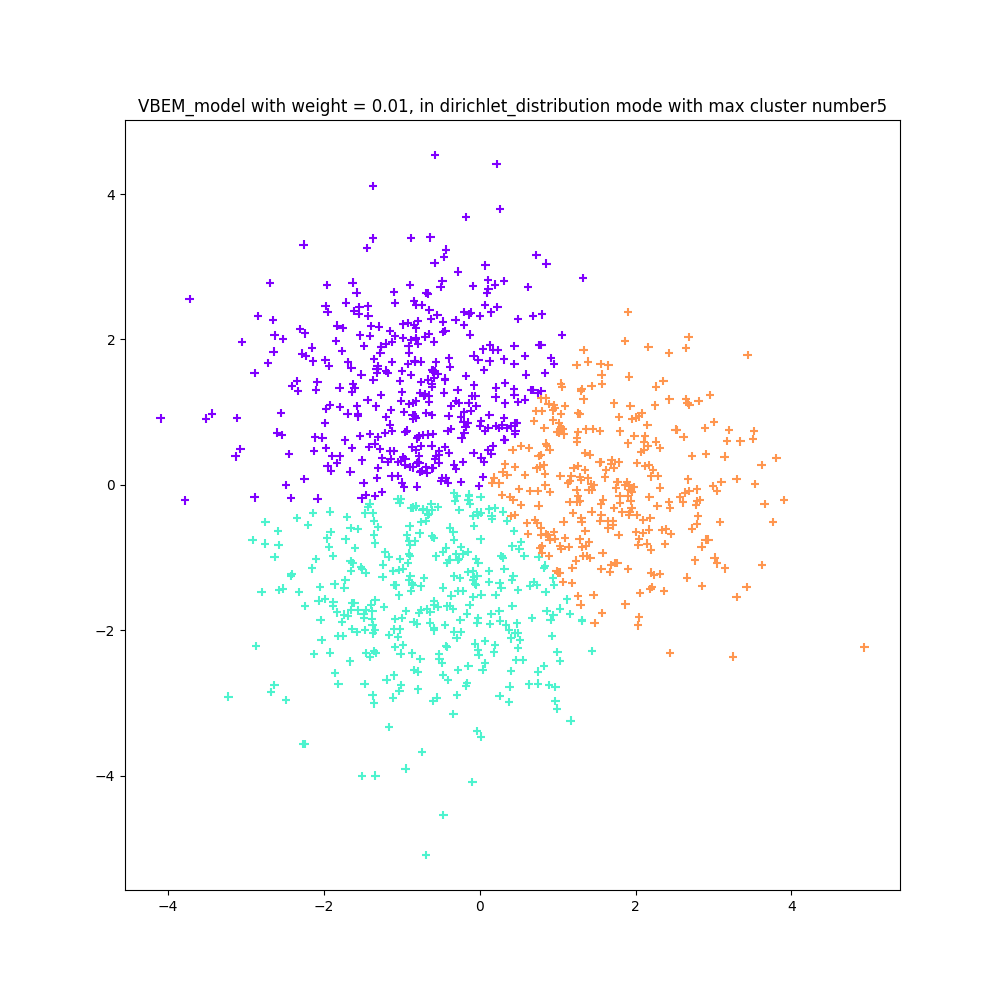 VBEM_model with weight = 0.01, in dirichlet_distribution mode with max cluster number5
4
2
0
−2
−4
−4 −2 0 2 4